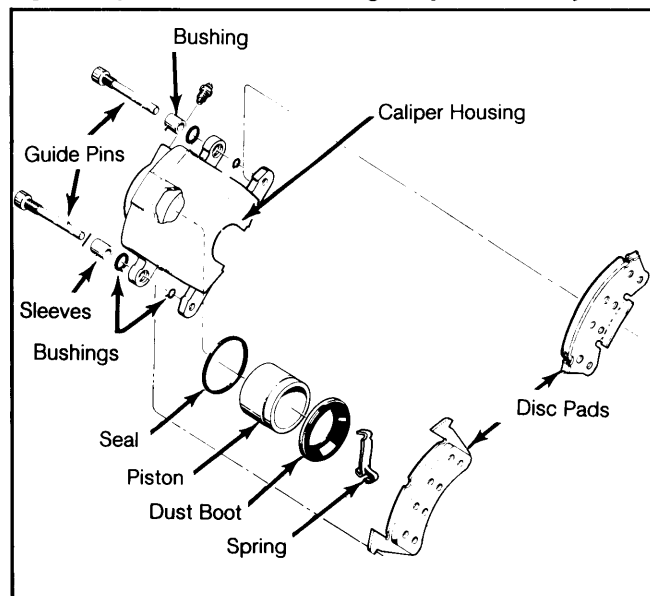 Bushing
Caliper Housing
Guide Pins
Sleeves
Bushings
Disc Pads
Seal
Piston
Dust Boot
Spring